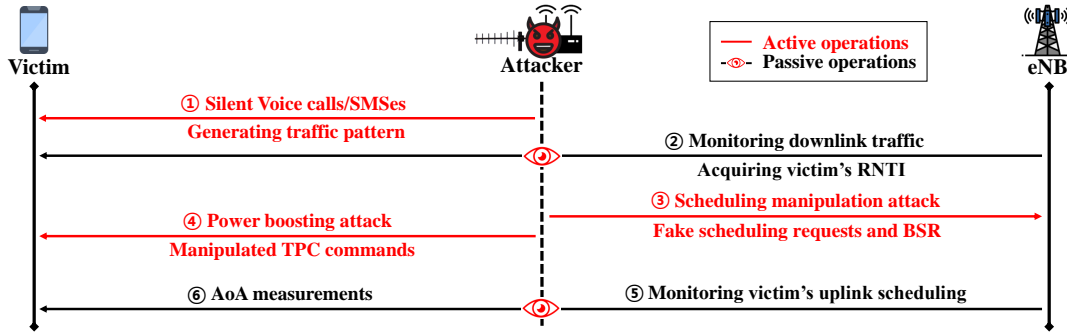 Victim
Attacker
eNB
Active operations
Passive operations
① Silent Voice calls/SMSes
Generating traffic pattern
② Monitoring downlink traffic
Acquiring victim's RNTI
③ Scheduling manipulation attack
Fake scheduling requests and BSR
④ Power boosting attack
Manipulated TPC commands
⑤ Monitoring victim's uplink scheduling
⑥ AoA measurements